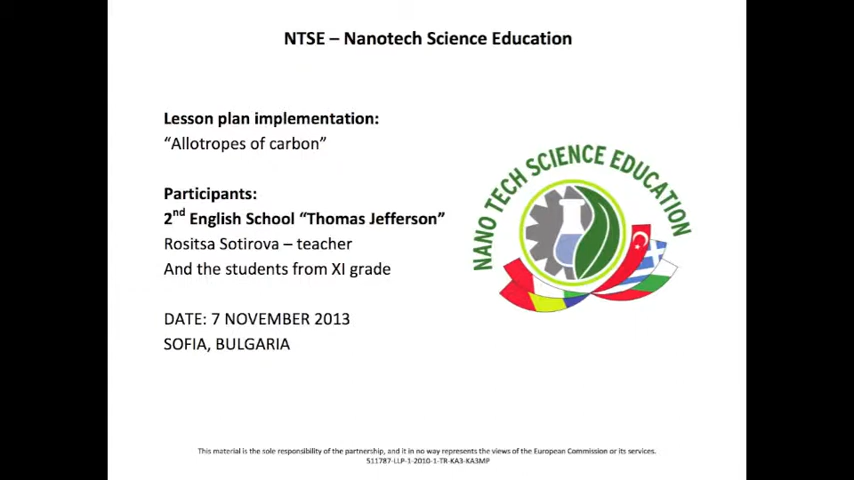 NTSE – Nanotech Science Education
Lesson plan implementation:
“Allotropes of carbon”
Participants:
2nd English School “Thomas Jefferson”
Rositsa Sotirova – teacher
And the students from XI grade
DATE: 7 NOVEMBER 2013
SOFIA, BULGARIA
NANO TECH SCIENCE EDUCATION
This material is the sole responsibility of the partnership, and it in no way represents the views of the European Commission or its services.
511787-LLP-1-2010-1-TR-KA3-KA3MP